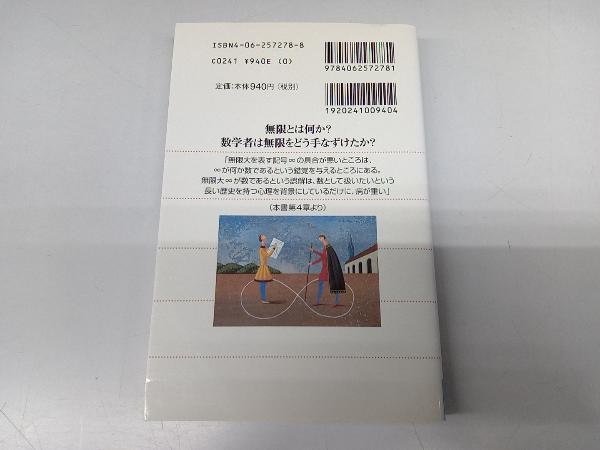 ISBN4-06-257278-8
C0241 ¥940E (0)
定価:本体940円(税別)
9784062572781
1920241009404
無限とは何か?
数学者は無限をどう手なずけたか?
「無限大を表す記号∞の具合が悪いところは、
∞が何か数であるという錯覚を与えるところにある。
無限大∞が数であるという誤解は、数として扱いたいという
長い歴史を持つ心理を背景にしているだけに、病が重い」
(本書第4章より)